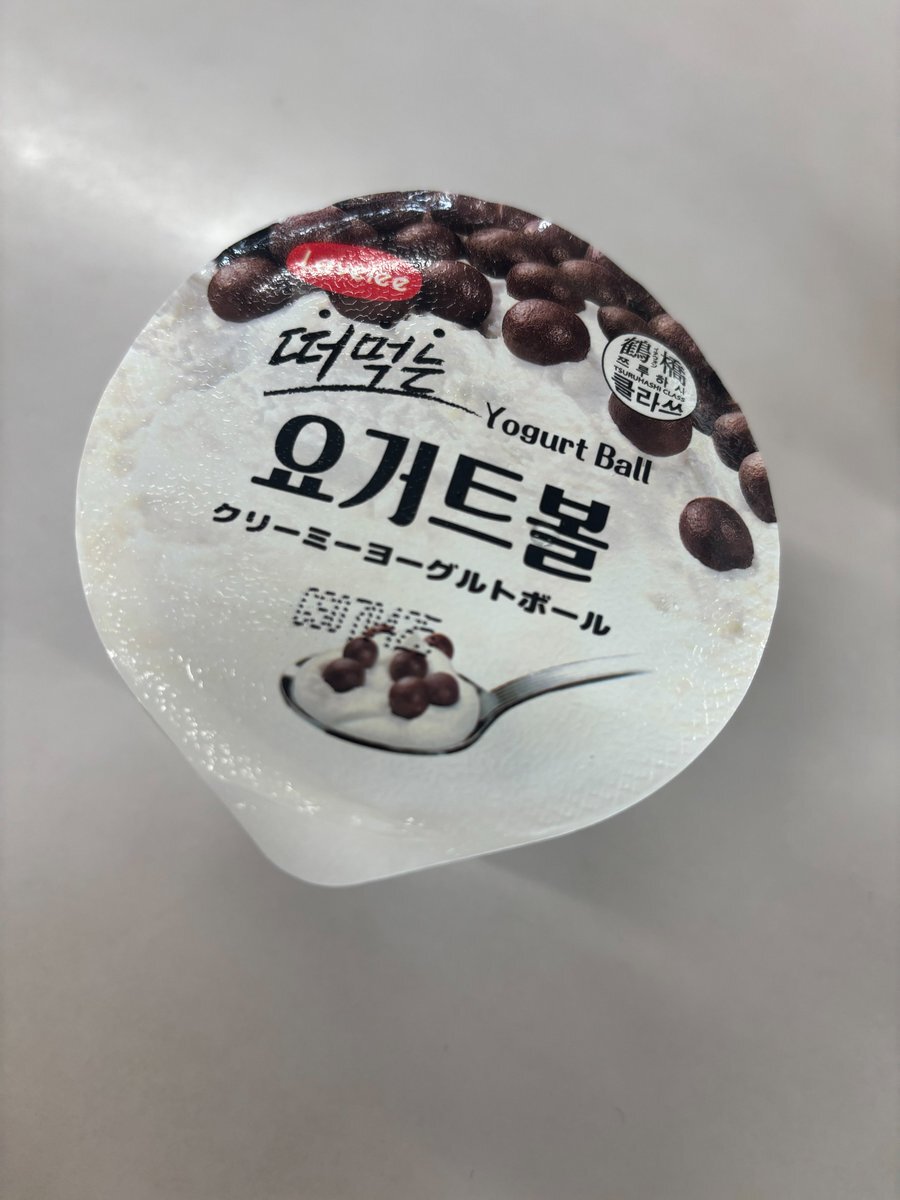 Lovelee
떠먹는
Yogurt Ball
요거트볼
クリーミーヨーグルトボール
鶴橋
쯔루하시
TSURUHASHI CLASS
클라쓰